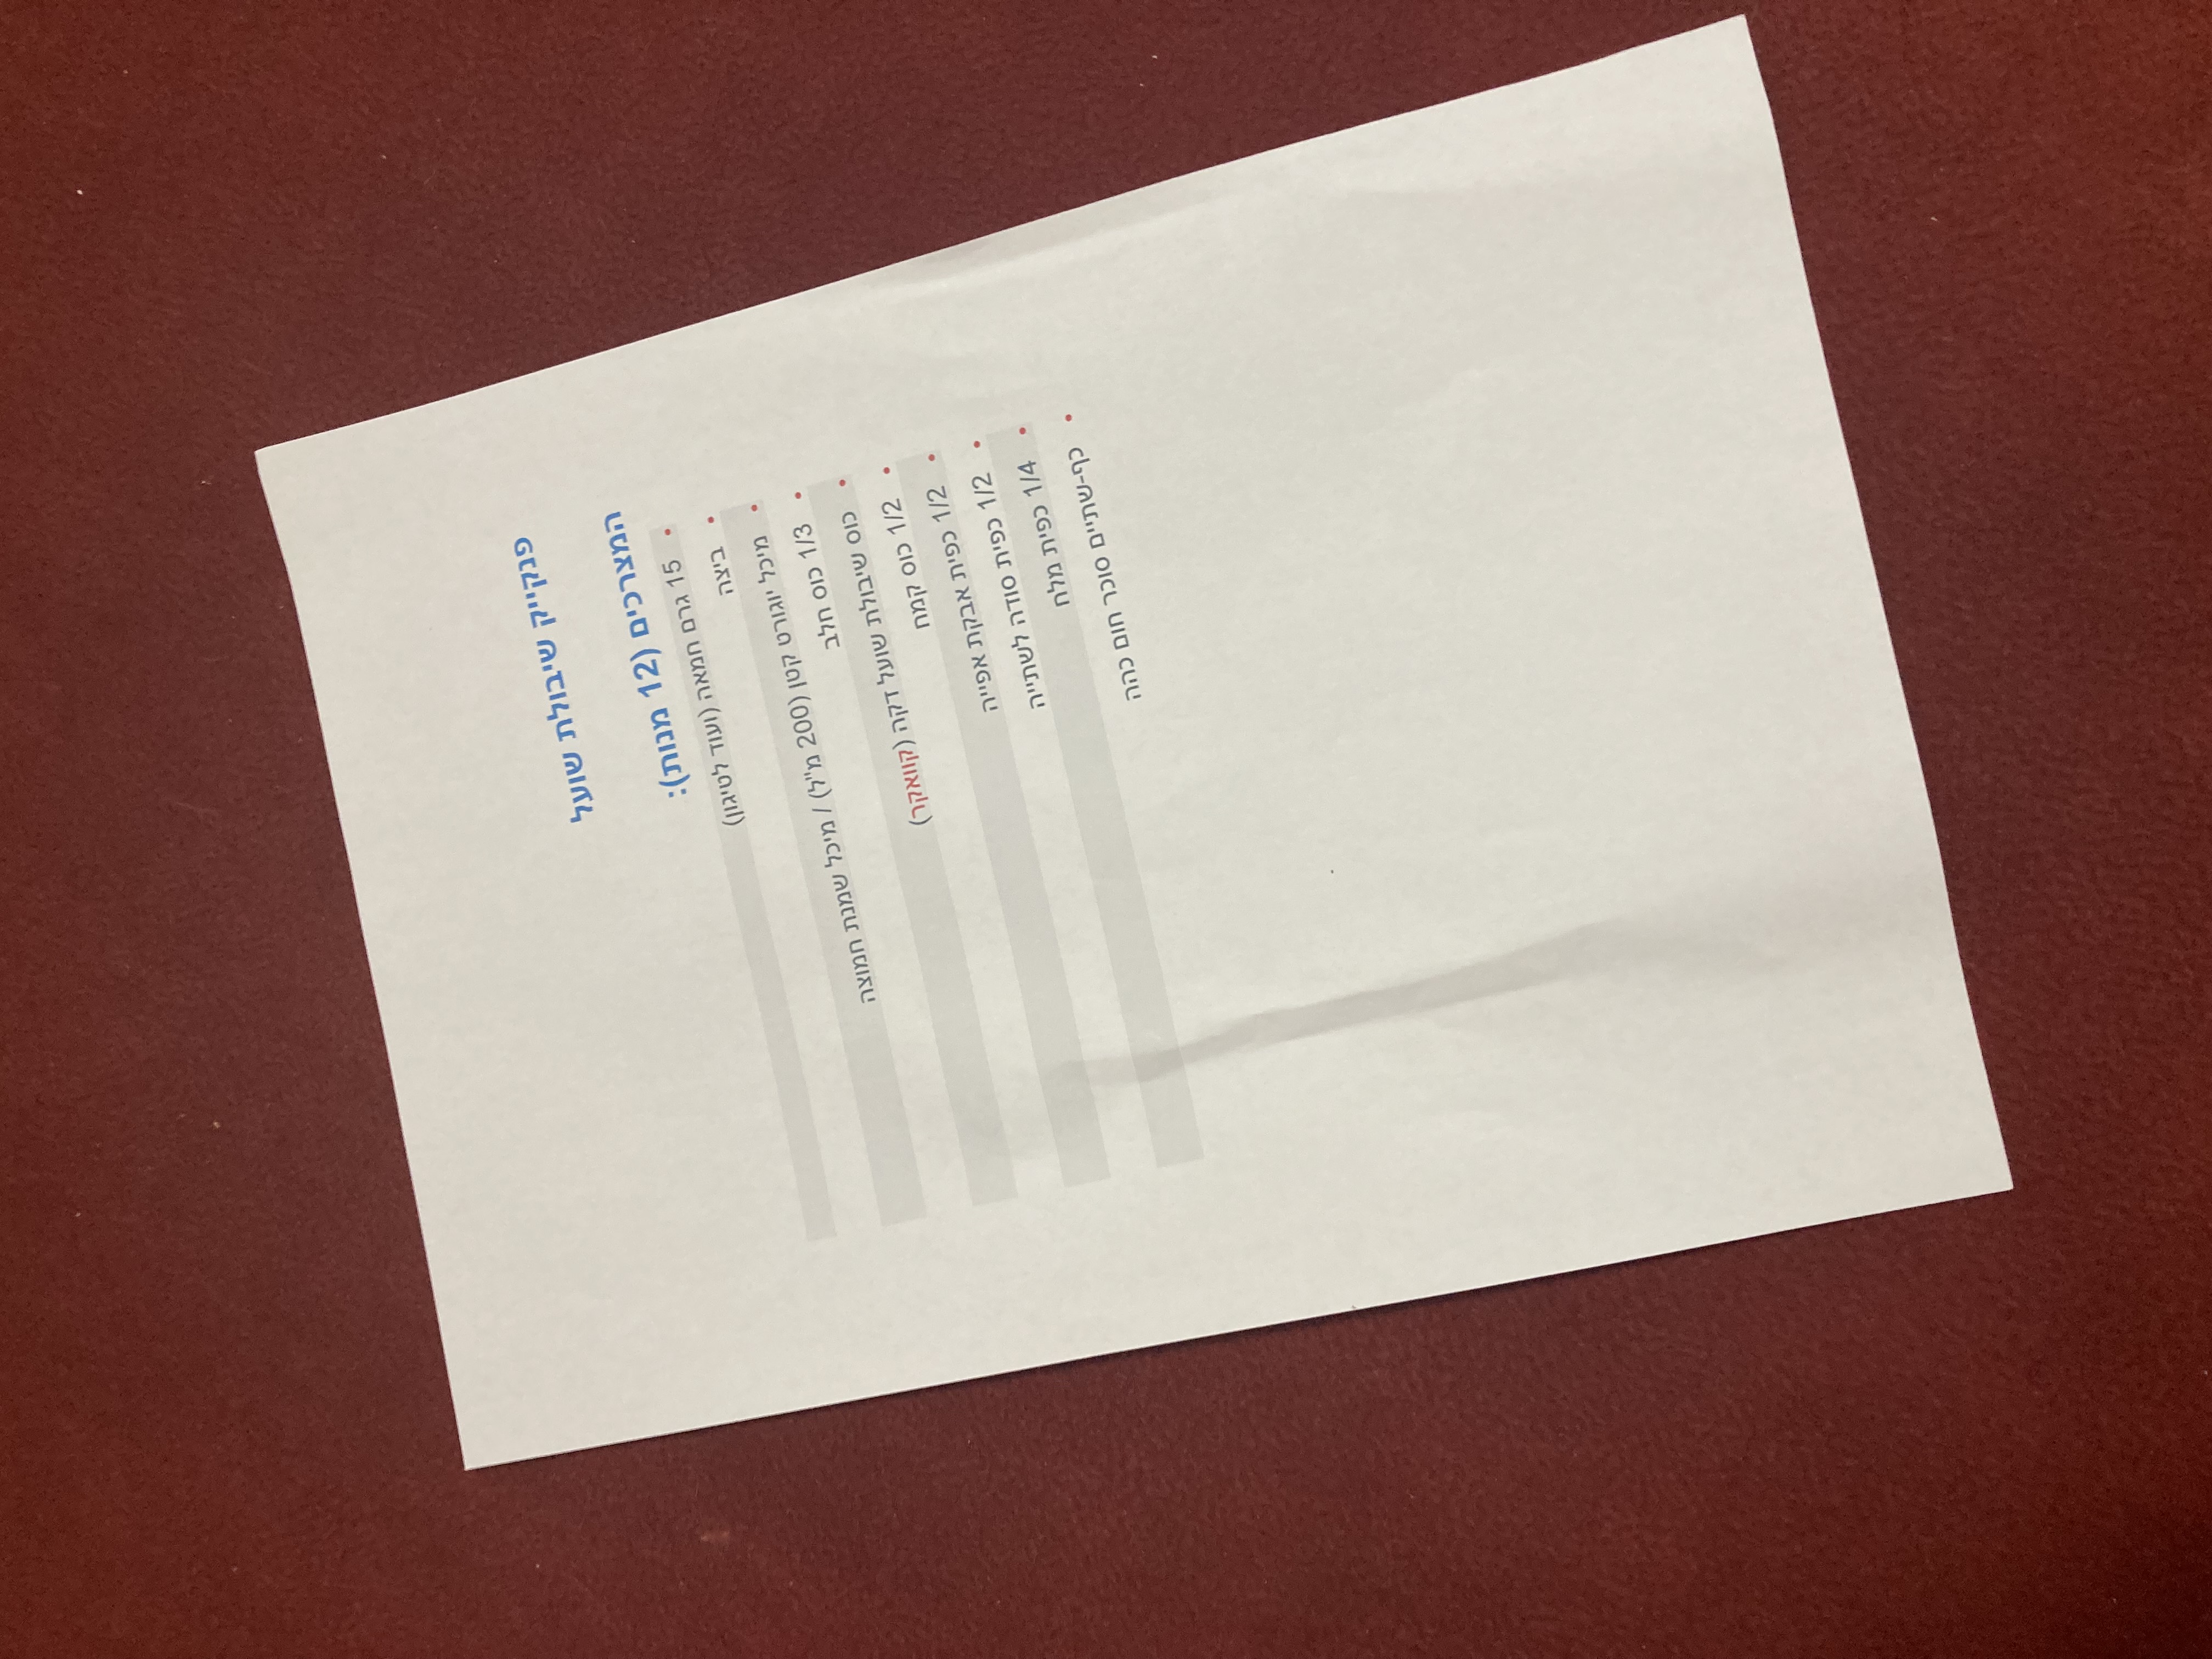 פנקייק שיבולת שועל
המצרכים (12 מנות):
• 15 גרם חמאה (ועוד לטיגון)
• ביצה
• מיכל יוגורט קטן (200 מ"ל) / מיכל שמנת חמוצה
• 1/3 כוס חלב
• כוס שיבולת שועל דקה (קוואקר)
• 1/2 כוס קמח
• 1/2 כפית אבקת אפייה
• 1/2 כפית סודה לשתייה
• 1/4 כפית מלח
• כף-שתיים סוכר חום כהה